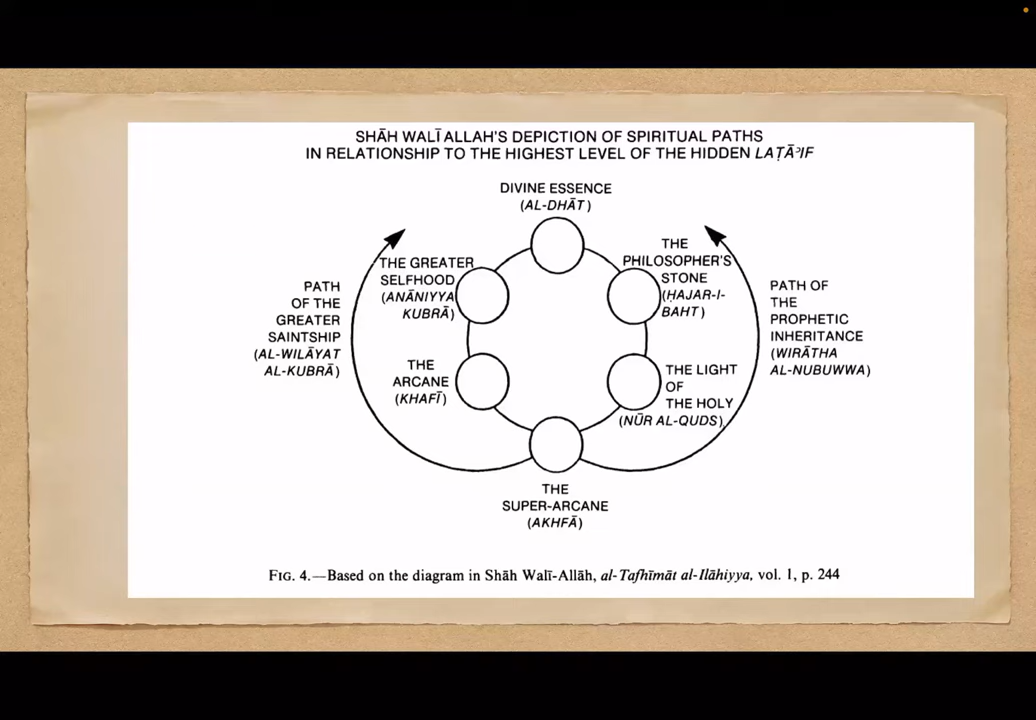 SHĀH WALĪ ALLAH'S DEPICTION OF SPIRITUAL PATHS
IN RELATIONSHIP TO THE HIGHEST LEVEL OF THE HIDDEN LAṬĀʾIF
DIVINE ESSENCE
(AL-DHĀT)
THE GREATER
SELFHOOD
(ANĀNIYYA
KUBRĀ)
THE
PHILOSOPHER'S
STONE
(ḤAJAR-I-
BAHT)
PATH
OF THE
GREATER
SAINTSHIP
(AL-WILĀYAT
AL-KUBRĀ)
PATH OF
THE
PROPHETIC
INHERITANCE
(WIRĀTHA
AL-NUBUWWA)
THE
ARCANE
(KHAFĪ)
THE LIGHT
OF
THE HOLY
(NŪR AL-QUDS)
THE
SUPER-ARCANE
(AKHFĀ)
FIG. 4.—Based on the diagram in Shāh Walī-Allāh, al-Tafhīmāt al-Ilāhiyya, vol. 1, p. 244